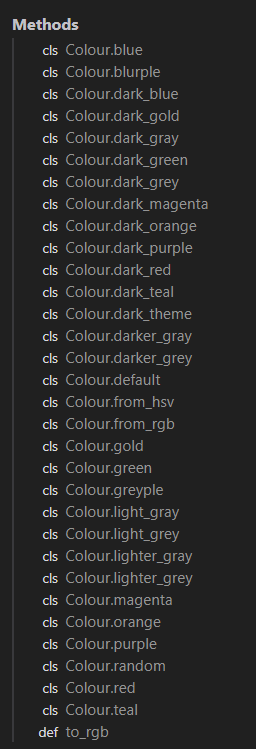 Methods
cls Colour.blue
cls Colour.blurple
cls Colour.dark_blue
cls Colour.dark_gold
cls Colour.dark_gray
cls Colour.dark_green
cls Colour.dark_grey
cls Colour.dark_magenta
cls Colour.dark_orange
cls Colour.dark_purple
cls Colour.dark_red
cls Colour.dark_teal
cls Colour.dark_theme
cls Colour.darker_gray
cls Colour.darker_grey
cls Colour.default
cls Colour.from_hsv
cls Colour.from_rgb
cls Colour.gold
cls Colour.green
cls Colour.greyple
cls Colour.light_gray
cls Colour.light_grey
cls Colour.lighter_gray
cls Colour.lighter_grey
cls Colour.magenta
cls Colour.orange
cls Colour.purple
cls Colour.random
cls Colour.red
cls Colour.teal
def to_rgb